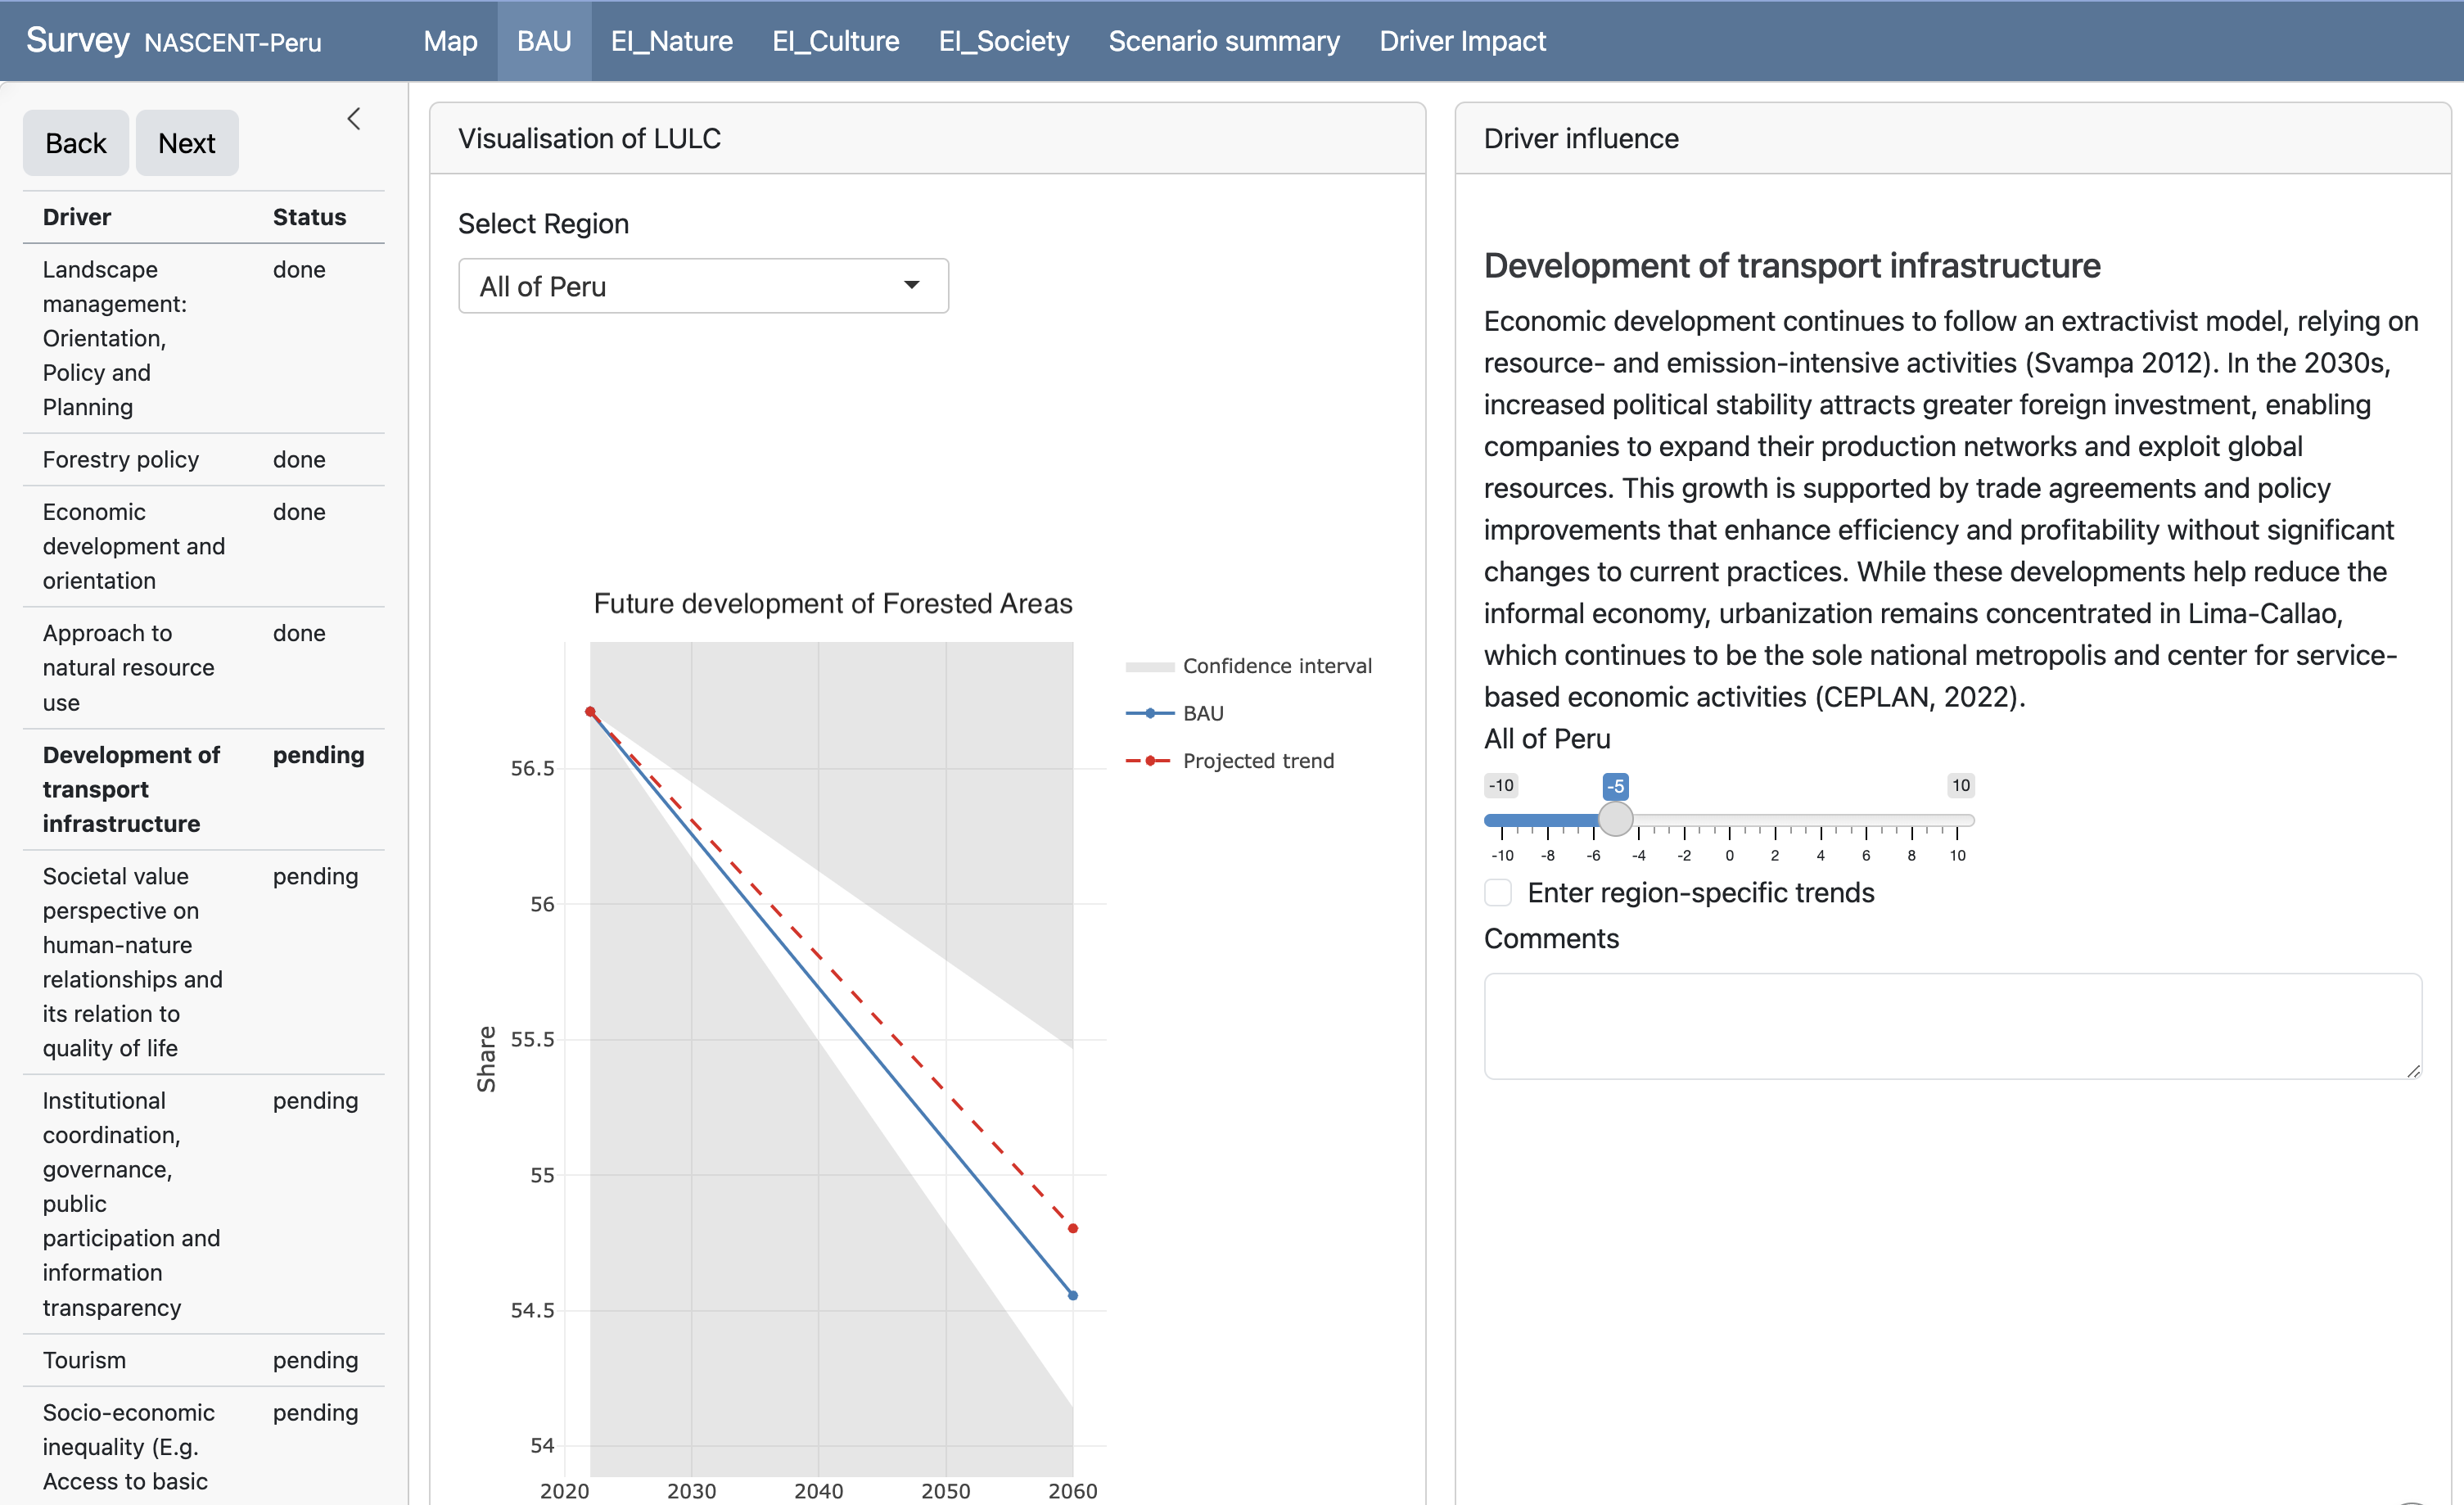 Survey NASCENT-Peru Map BAU EI_Nature EI_Culture EI_Society Scenario summary Driver Impact
Back Next
Driver Status
Landscape done
management:
Orientation,
Policy and
Planning
Forestry policy done
Economic done
development and
orientation
Approach to done
natural resource
use
Development of pending
transport
infrastructure
Societal value pending
perspective on
human-nature
relationships and
its relation to
quality of life
Institutional pending
coordination,
governance,
public
participation and
information
transparency
Tourism pending
Socio-economic pending
inequality (E.g.
Access to basic
Visualisation of LULC
Select Region
All of Peru
Future development of Forested Areas
Confidence interval
BAU
Projected trend
Share
56.5
56
55.5
55
54.5
54
2020 2030 2040 2050 2060
Driver influence
Development of transport infrastructure
Economic development continues to follow an extractivist model, relying on
resource- and emission-intensive activities (Svampa 2012). In the 2030s,
increased political stability attracts greater foreign investment, enabling
companies to expand their production networks and exploit global
resources. This growth is supported by trade agreements and policy
improvements that enhance efficiency and profitability without significant
changes to current practices. While these developments help reduce the
informal economy, urbanization remains concentrated in Lima-Callao,
which continues to be the sole national metropolis and center for service-
based economic activities (CEPLAN, 2022).
All of Peru
-10 -5 10
-10 -8 -6 -4 -2 0 2 4 6 8 10
Enter region-specific trends
Comments